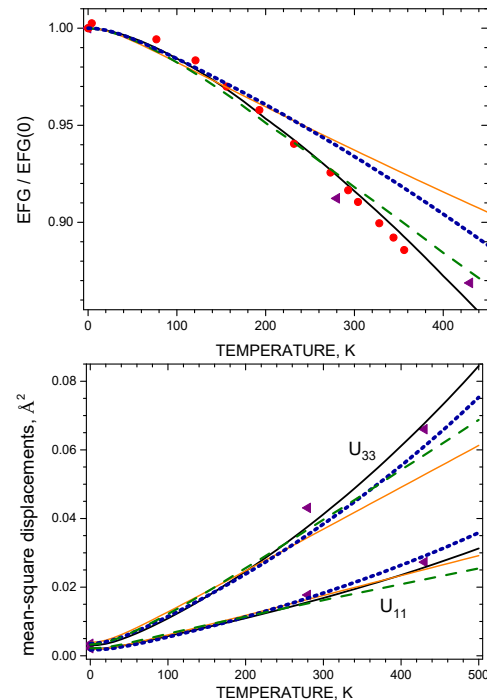 1.00
0.95
0.90
EFG / EFG(0)
0 100 200 300 400
TEMPERATURE, K
0.08
0.06
0.04
0.02
0.00
mean-square displacements, Å²
U₃₃
U₁₁
0 100 200 300 400 500
TEMPERATURE, K